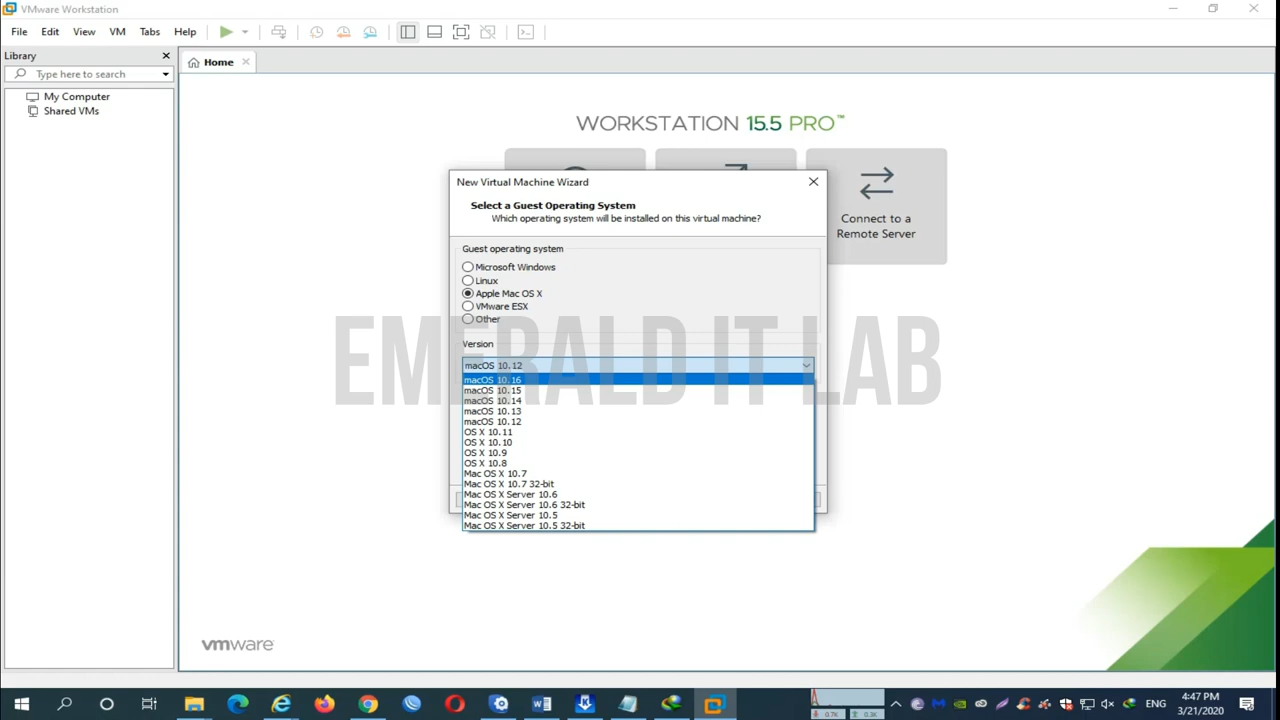 VMware Workstation
File Edit View VM Tabs Help
Library
Type here to search
My Computer
Shared VMs
Home
WORKSTATION 15.5 PRO™
Connect to a
Remote Server
New Virtual Machine Wizard
Select a Guest Operating System
Which operating system will be installed on this virtual machine?
Guest operating system
Microsoft Windows
Linux
Apple Mac OS X
VMware ESX
Other
Version
macOS 10.12
macOS 10.16
macOS 10.15
macOS 10.14
macOS 10.13
macOS 10.12
OS X 10.11
OS X 10.10
OS X 10.9
OS X 10.8
Mac OS X 10.7
Mac OS X 10.7 32-bit
Mac OS X Server 10.6
Mac OS X Server 10.6 32-bit
Mac OS X Server 10.5
Mac OS X Server 10.5 32-bit
EMERALD IT LAB
vmware
0.7K 0.3K
ENG
4:47 PM
3/21/2020